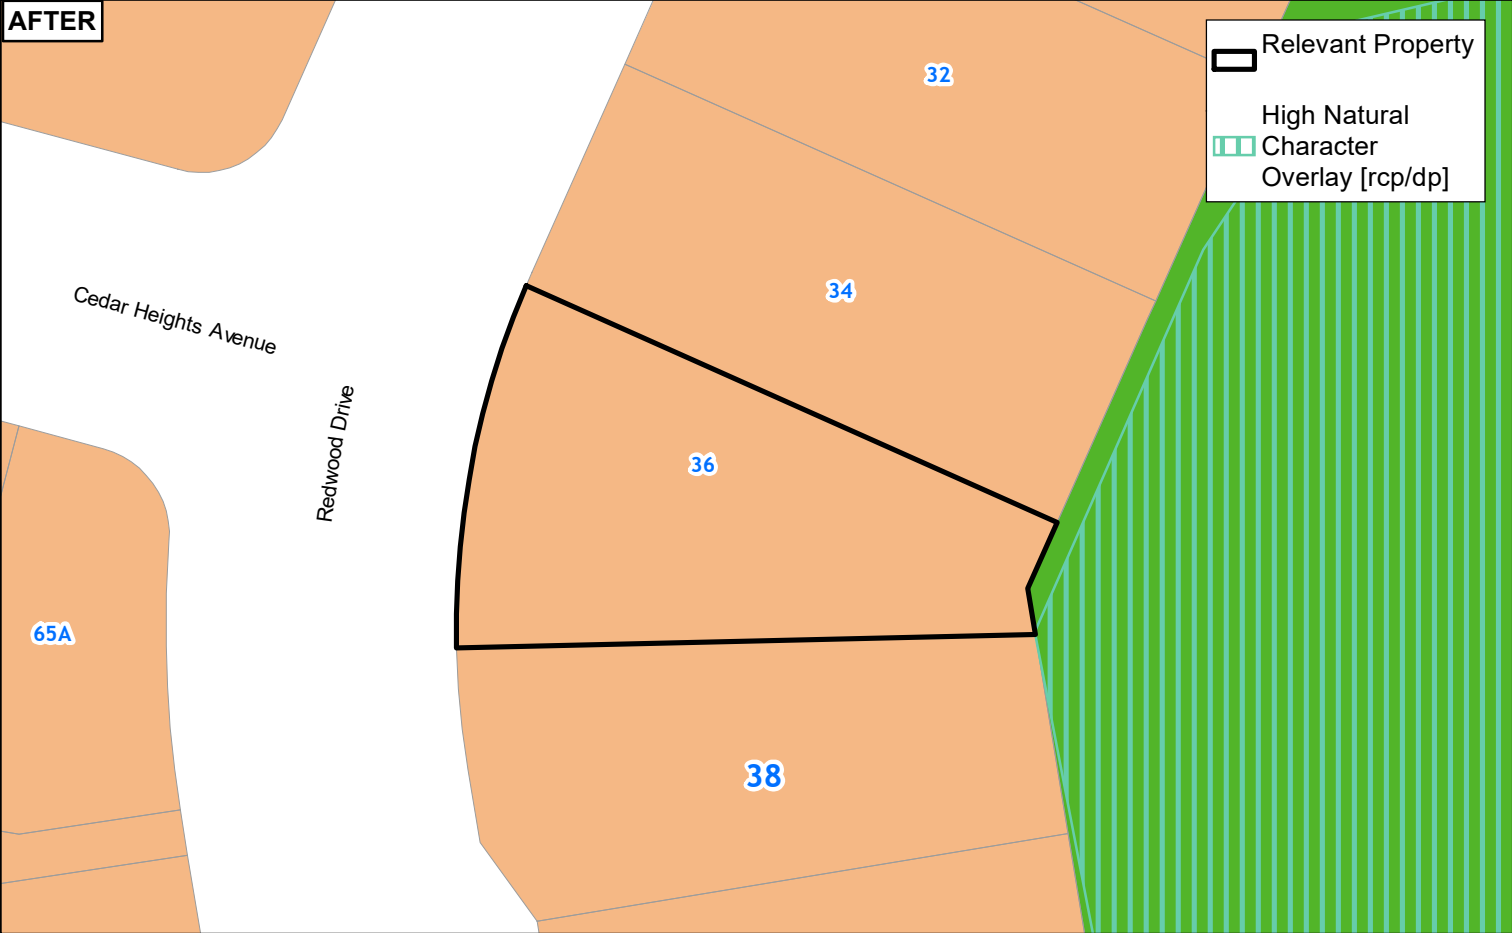 AFTER
Relevant Property
High Natural
Character
Overlay [rcp/dp]
32
34
Cedar Heights Avenue
Redwood Drive
36
65A
38